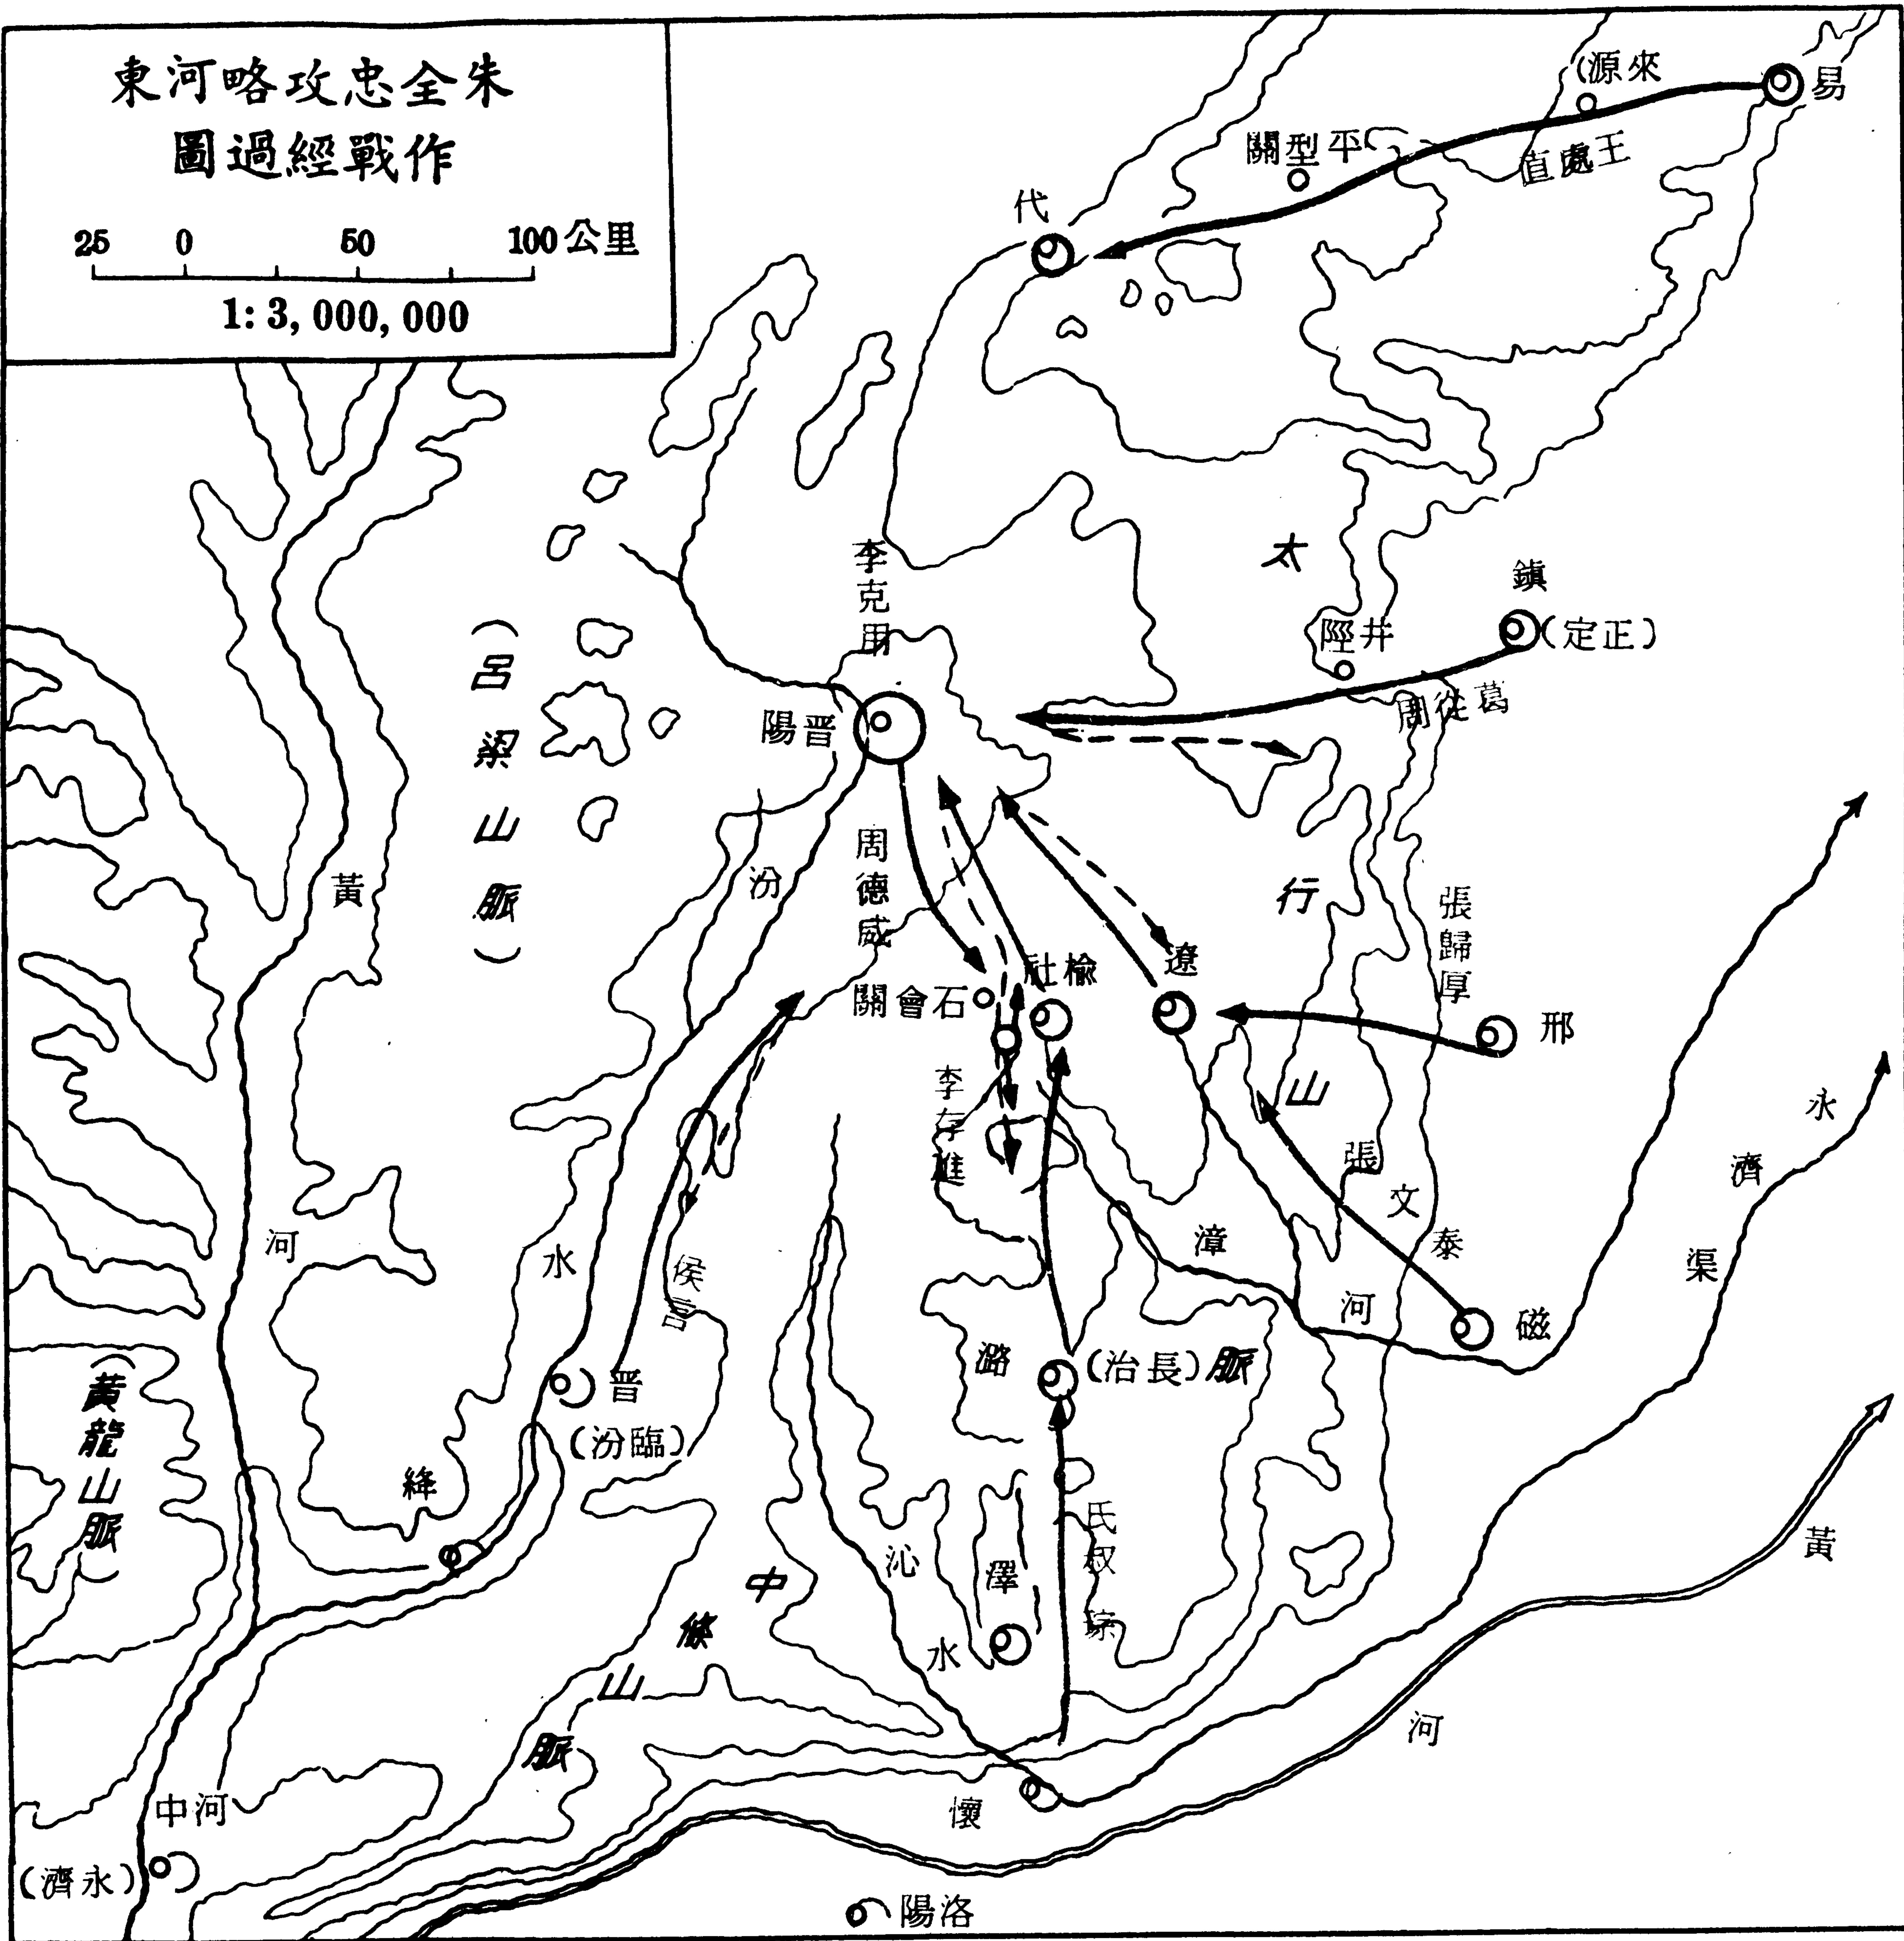 朱全忠攻略河東
作戰經過圖
25 0 50 100 公里
1:3,000,000
易
來源
王處直
平型關
代
太行山脈
鎮
(正定)
井陘
葛從周
李克用
晉陽
(呂梁山脈)
周德威
汾水
黃河
張歸厚
邢
遼
榆社
石會關
李存進
張文泰
磁
漳河
永濟渠
侯言
晉
(臨汾)
潞
(長治)
絳
(黃龍山脈)
中條山脈
沁水
澤
氏叔琮
黃河
懷
河中
(永濟)
洛陽